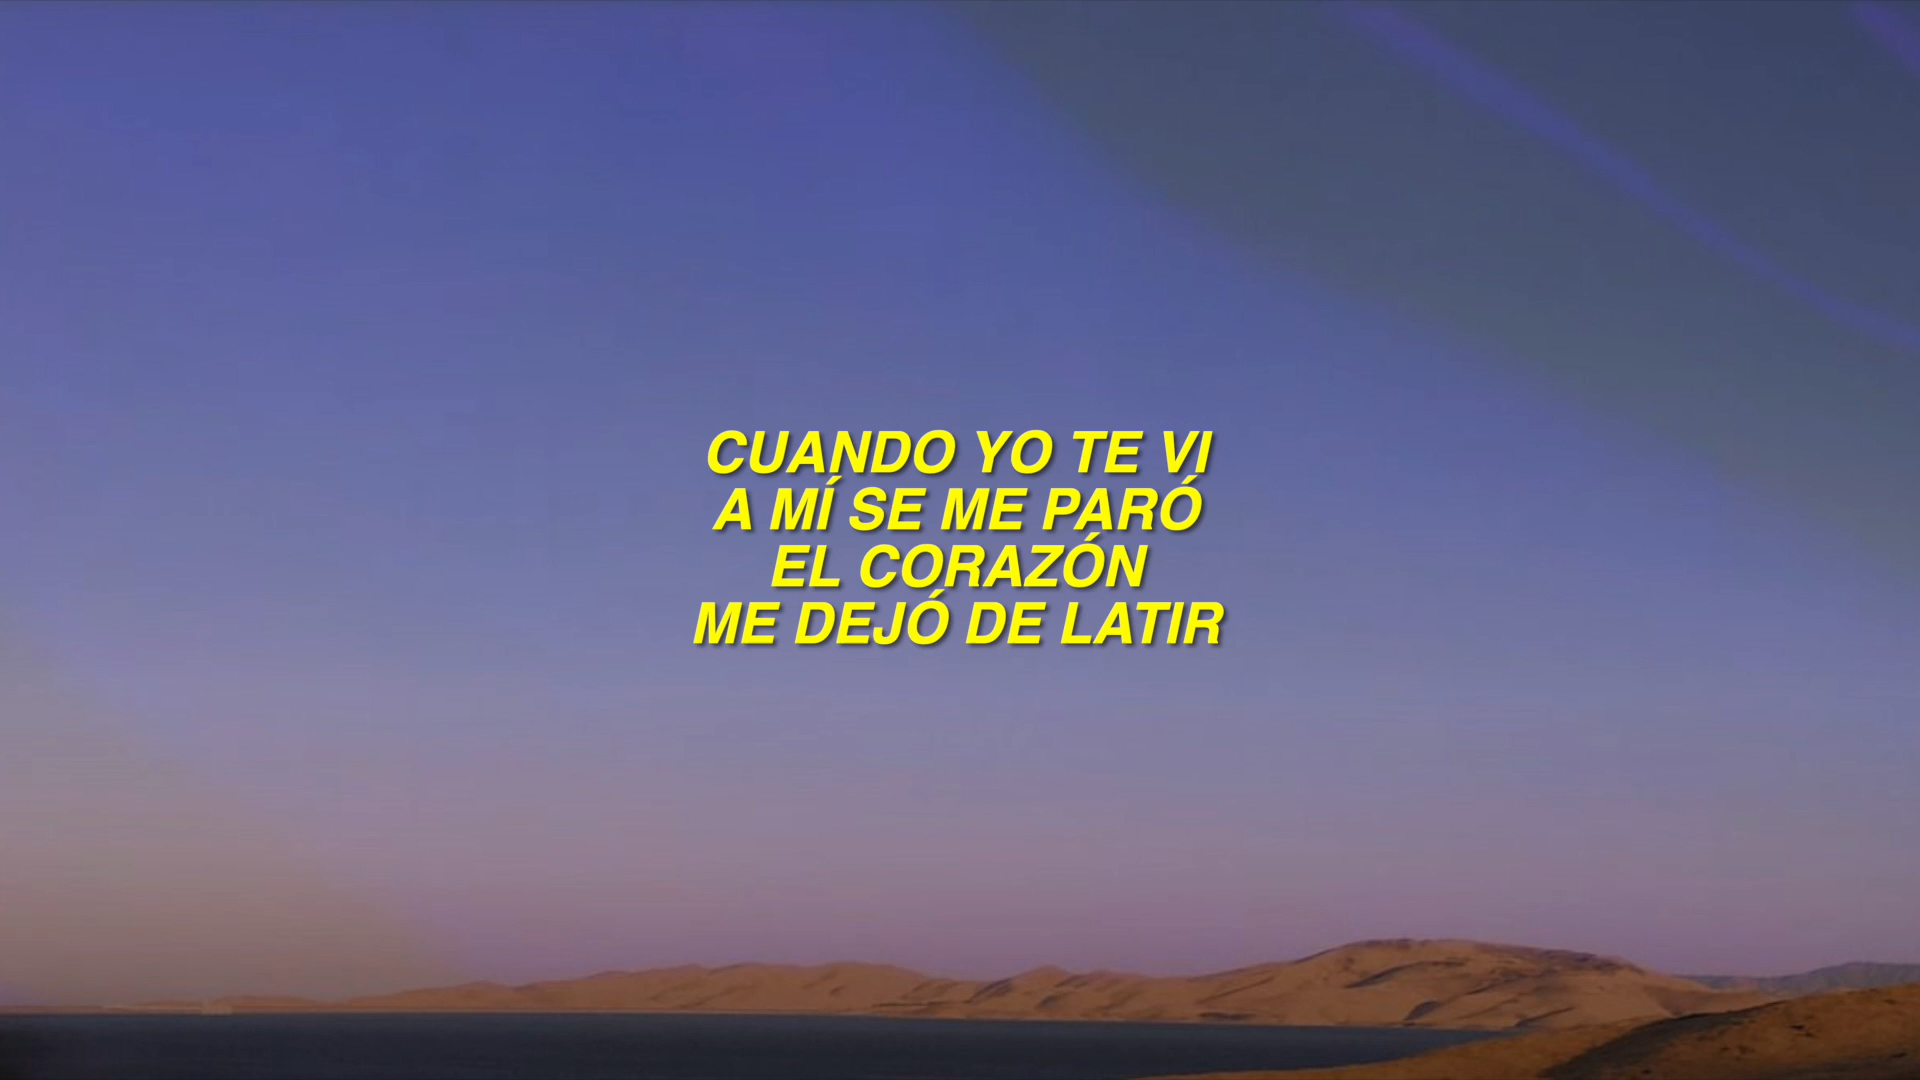 CUANDO YO TE VI
A MÍ SE ME PARÓ
EL CORAZÓN
ME DEJÓ DE LATIR